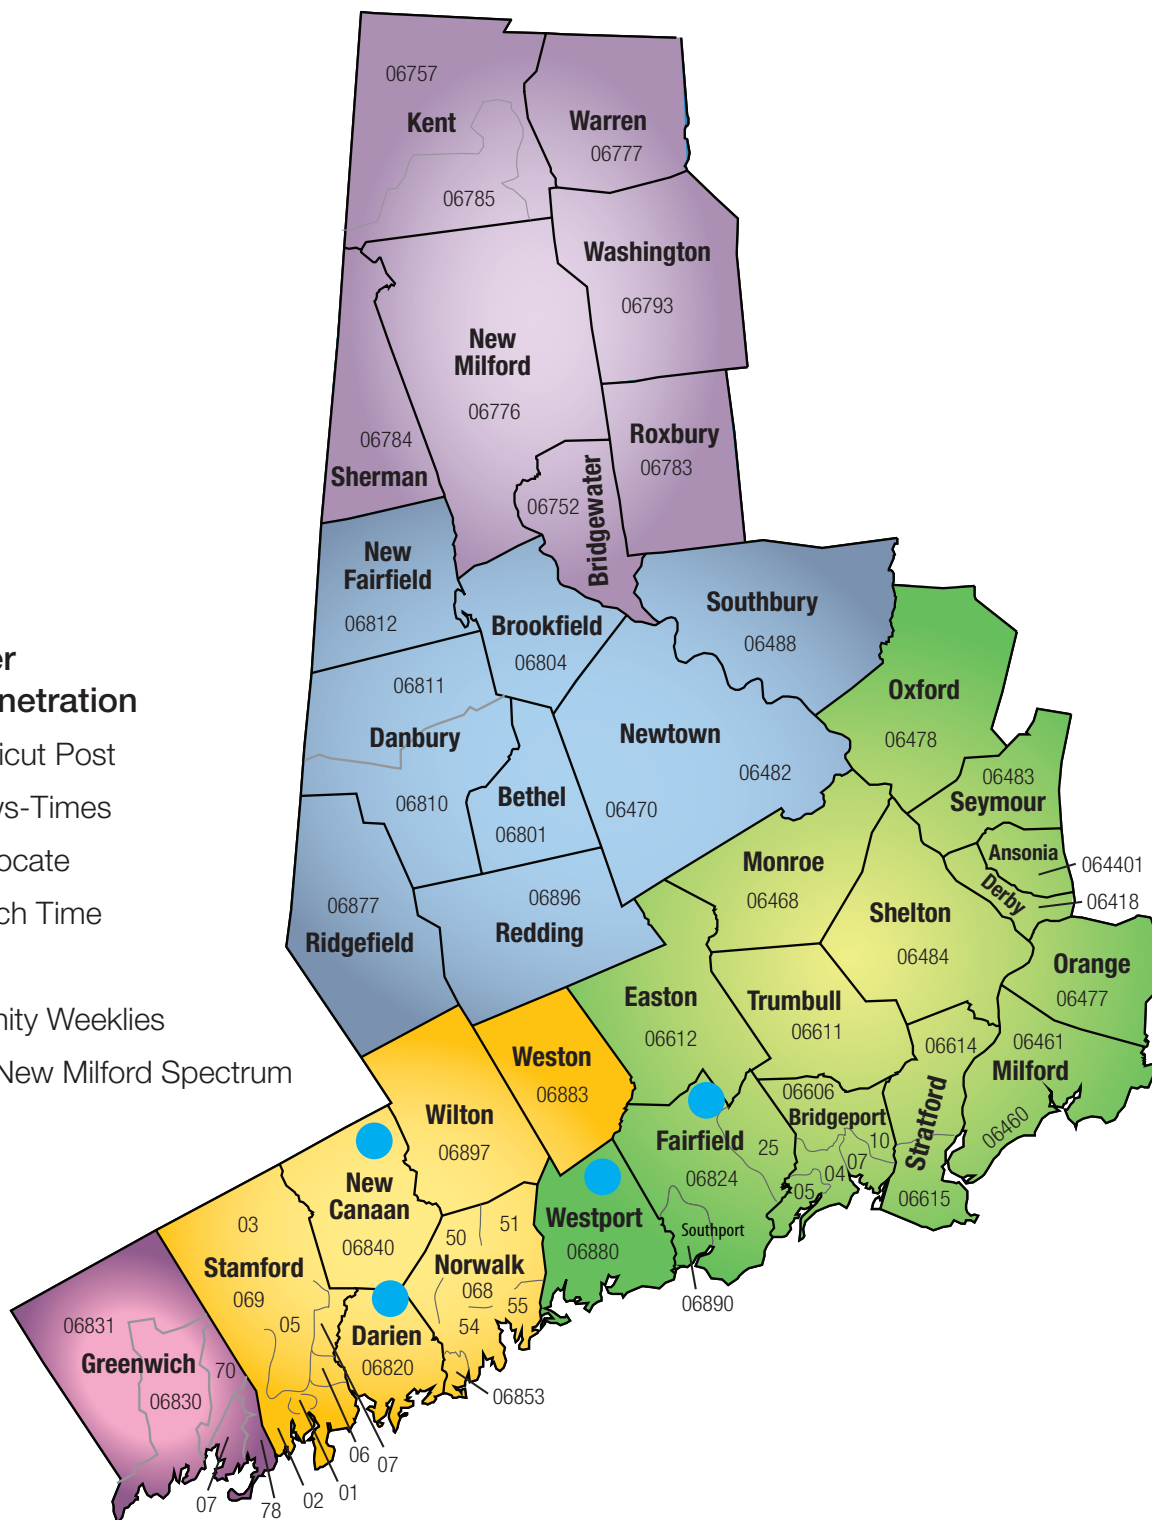 06757
Kent
Warren
06777
06785
Washington
06793
New
Milford
06776
Roxbury
06783
06784
Sherman
06752
Bridgewater
New
Fairfield
06812
Southbury
06488
Brookfield
06804
er
netration
icut Post
vs-Times
ocate
ch Time
nity Weeklies
New Milford Spectrum
06811
Danbury
06810
Newtown
06482
06470
Bethel
06801
Oxford
06478
06483
Seymour
Ansonia
064401
Derby
06418
Monroe
06468
Shelton
06484
06877
Ridgefield
06896
Redding
Orange
06477
Easton
06612
Trumbull
06611
06614
06461
Milford
06460
Weston
06883
Stratford
06615
06606
Bridgeport
10
07
04
05
Fairfield
25
06824
Southport
06890
Wilton
06897
New
Canaan
06840
Westport
06880
03
Stamford
069
05
50
51
Norwalk
068
55
54
06853
Darien
06820
06831
Greenwich
70
06830
06
07
07
78
02
01